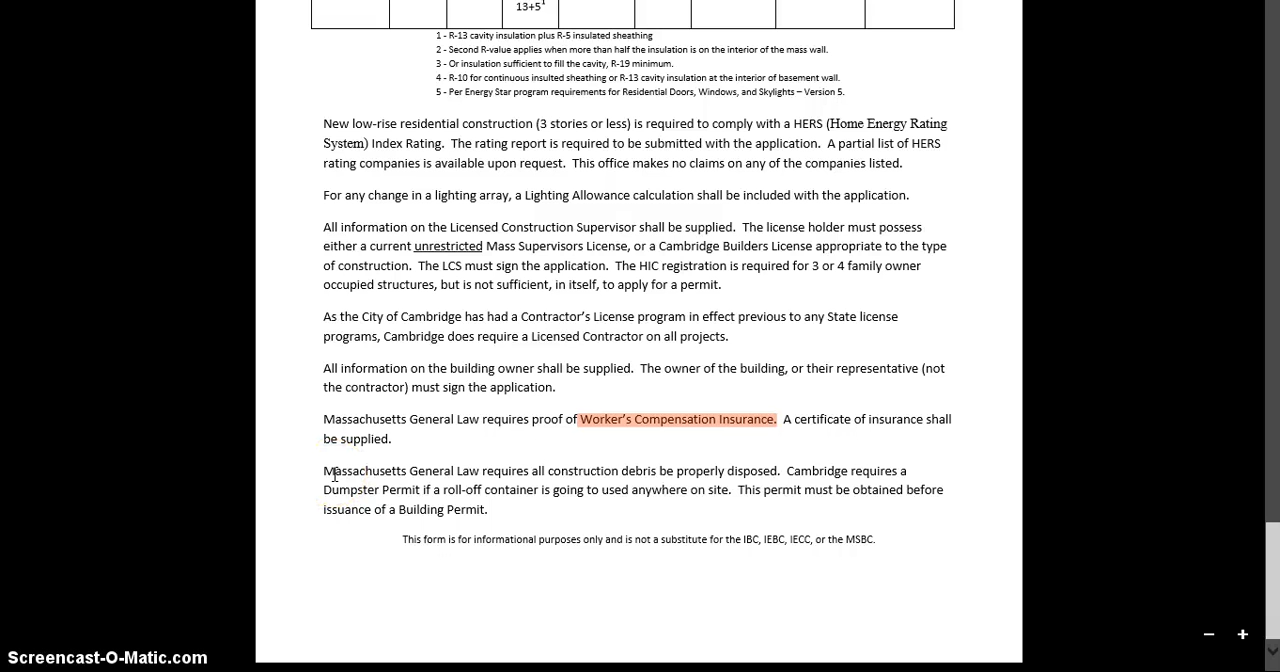 13+5¹
1 - R-13 cavity insulation plus R-5 insulated sheathing
2 - Second R-value applies when more than half the insulation is on the interior of the mass wall.
3 - Or insulation sufficient to fill the cavity, R-19 minimum.
4 - R-10 for continuous insulted sheathing or R-13 cavity insulation at the interior of basement wall.
5 - Per Energy Star program requirements for Residential Doors, Windows, and Skylights – Version 5.
New low-rise residential construction (3 stories or less) is required to comply with a HERS (Home Energy Rating
System) Index Rating.  The rating report is required to be submitted with the application.  A partial list of HERS
rating companies is available upon request.  This office makes no claims on any of the companies listed.
For any change in a lighting array, a Lighting Allowance calculation shall be included with the application.
All information on the Licensed Construction Supervisor shall be supplied.  The license holder must possess
either a current unrestricted Mass Supervisors License, or a Cambridge Builders License appropriate to the type
of construction.  The LCS must sign the application.  The HIC registration is required for 3 or 4 family owner
occupied structures, but is not sufficient, in itself, to apply for a permit.
As the City of Cambridge has had a Contractor’s License program in effect previous to any State license
programs, Cambridge does require a Licensed Contractor on all projects.
All information on the building owner shall be supplied.  The owner of the building, or their representative (not
the contractor) must sign the application.
Massachusetts General Law requires proof of Worker’s Compensation Insurance.  A certificate of insurance shall
be supplied.
Massachusetts General Law requires all construction debris be properly disposed.  Cambridge requires a
Dumpster Permit if a roll-off container is going to used anywhere on site.  This permit must be obtained before
issuance of a Building Permit.
This form is for informational purposes only and is not a substitute for the IBC, IEBC, IECC, or the MSBC.
Screencast-O-Matic.com